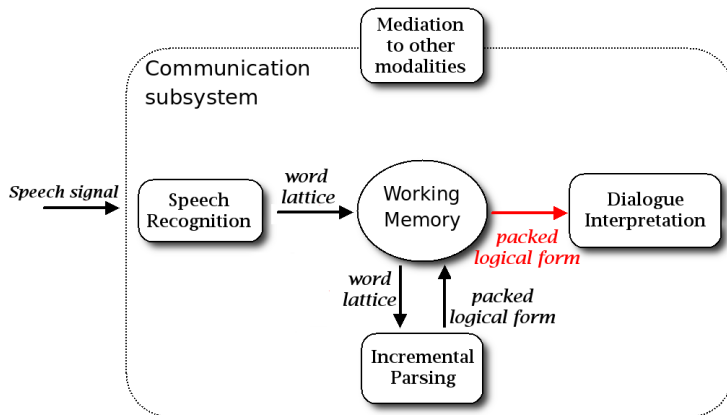 Mediation
to other
modalities
Communication
subsystem
Speech signal
Speech
Recognition
word
lattice
Working
Memory
packed
logical form
Dialogue
Interpretation
word
lattice
packed
logical form
Incremental
Parsing